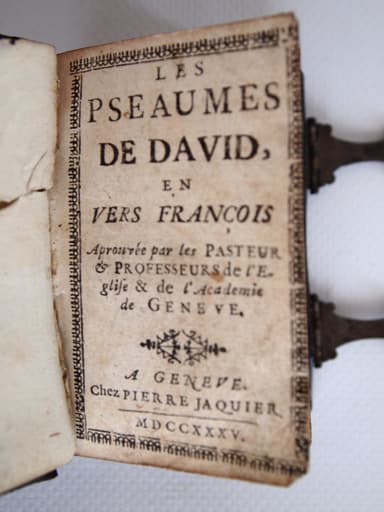 LES
PSEAUMES
DE DAVID,
EN
VERS FRANÇOIS
Aprouvée par les PASTEUR
& PROFESSEURS de l'E-
glise & de l'Academie
de GENEVE.
A GENEVE.
Chez PIERRE JAQUIER
MDCCXXXV.